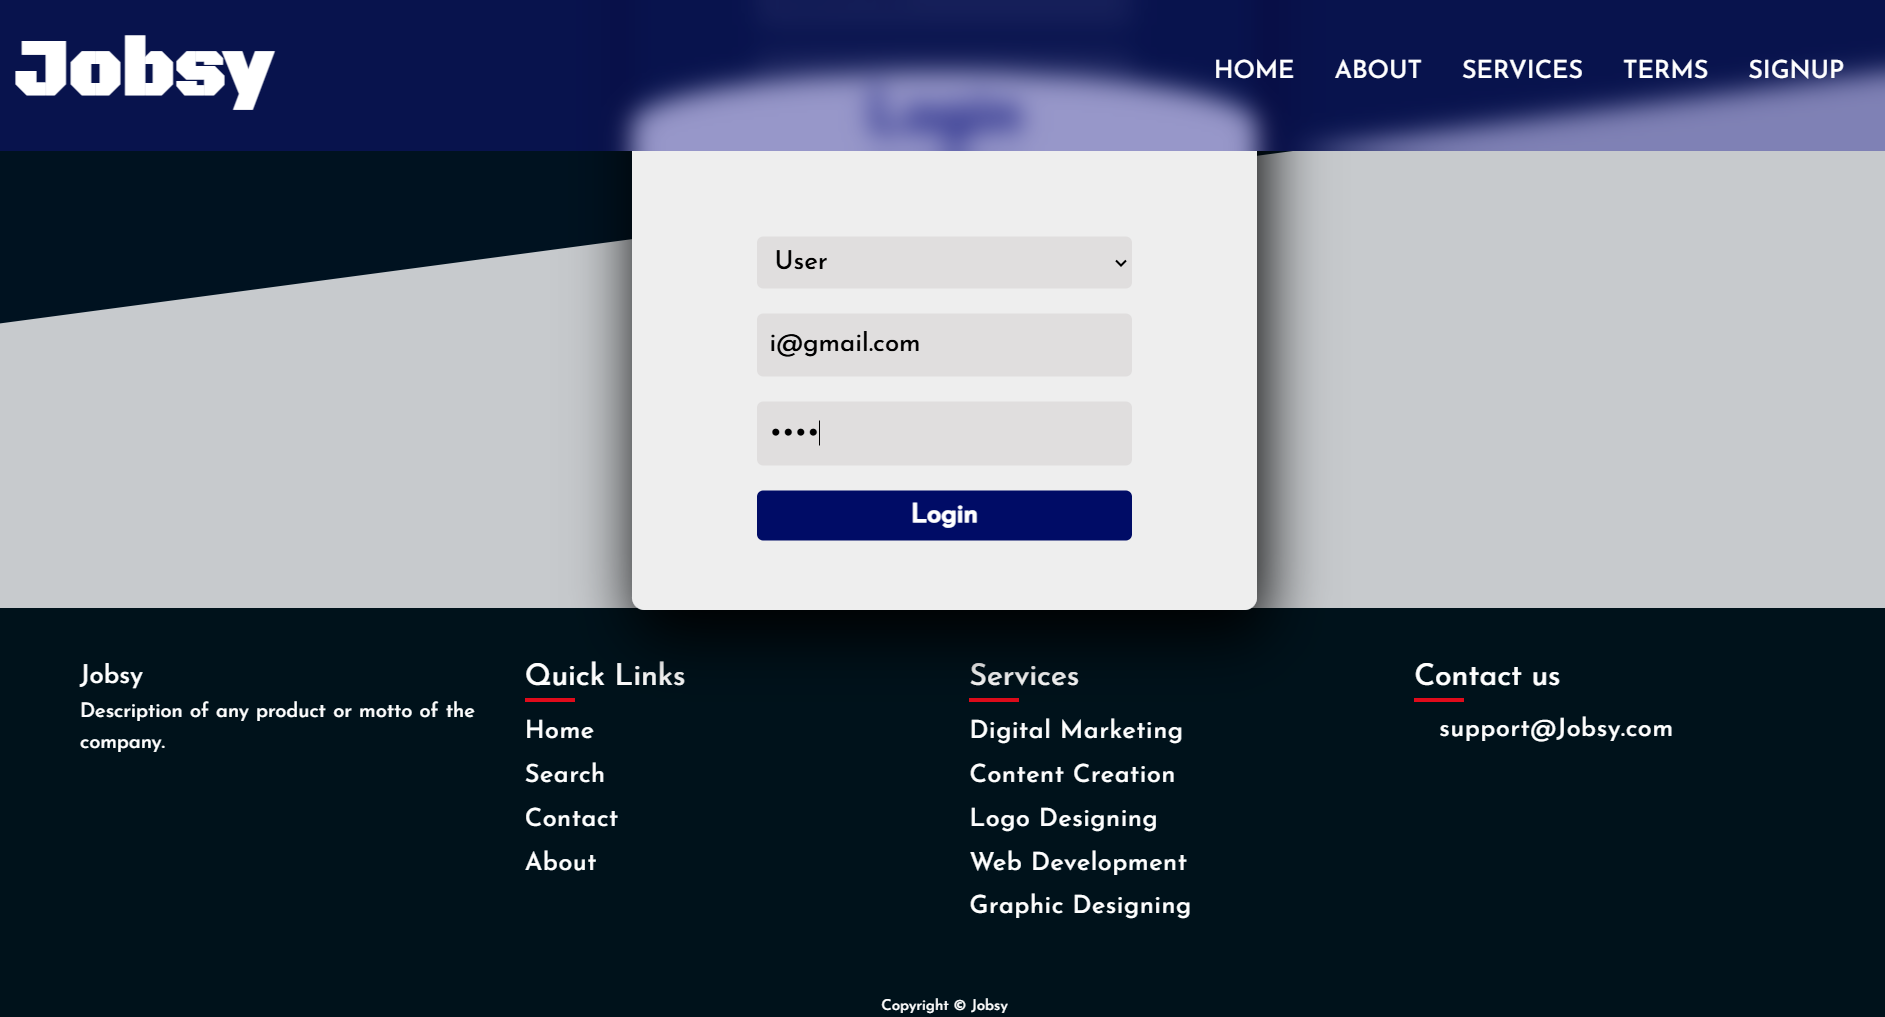 Jobsy
HOME ABOUT SERVICES TERMS SIGNUP
Login
User
i@gmail.com
••••
Login
Jobsy
Description of any product or motto of the
company.
Quick Links
Home
Search
Contact
About
Services
Digital Marketing
Content Creation
Logo Designing
Web Development
Graphic Designing
Contact us
support@Jobsy.com
Copyright © Jobsy